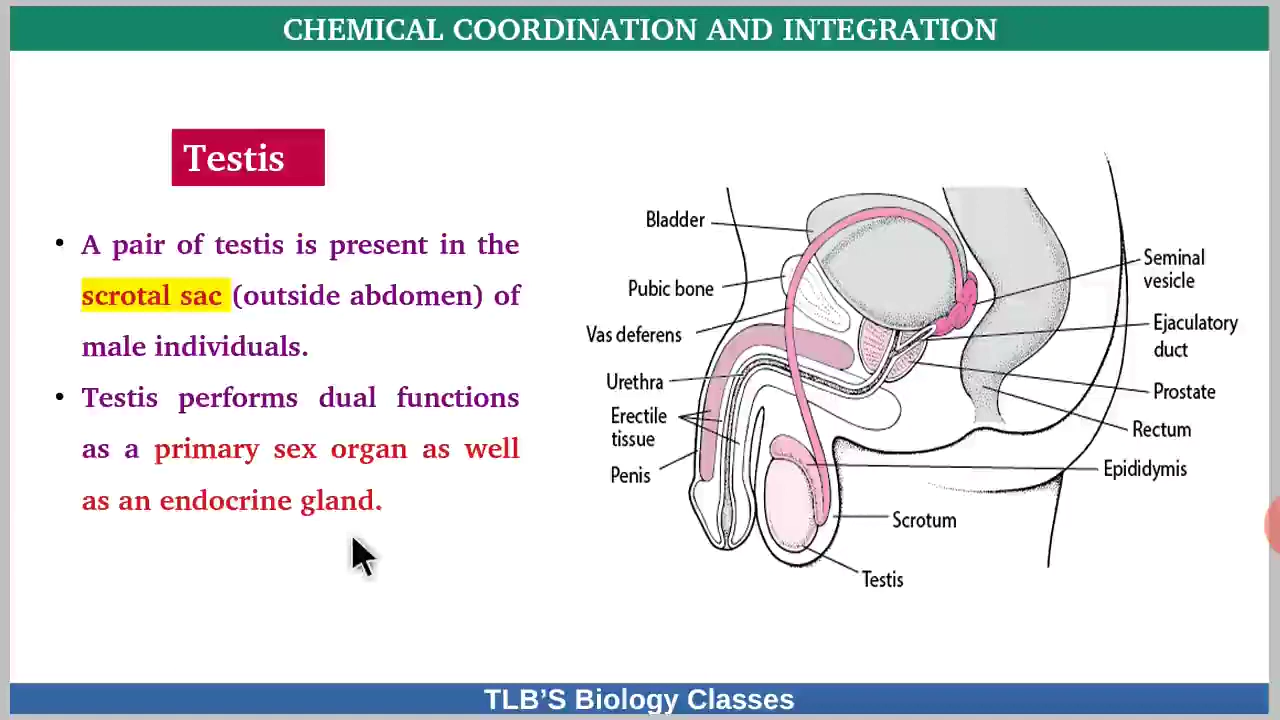 CHEMICAL COORDINATION AND INTEGRATION
Testis
• A pair of testis is present in the
scrotal sac (outside abdomen) of
male individuals.
• Testis performs dual functions
as a primary sex organ as well
as an endocrine gland.
Bladder
Pubic bone
Vas deferens
Urethra
Erectile
tissue
Penis
Seminal
vesicle
Ejaculatory
duct
Prostate
Rectum
Epididymis
Scrotum
Testis
TLB'S Biology Classes